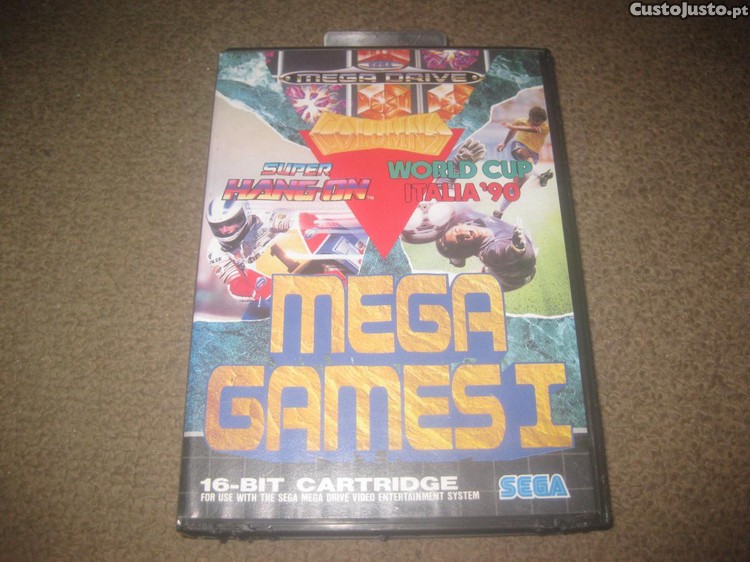 CustoJusto.pt
MEGA DRIVE
COLUMNS
SUPER
HANG-ON™
WORLD CUP
ITALIA '90
MEGA
GAMES I
16-BIT CARTRIDGE
FOR USE WITH THE SEGA MEGA DRIVE VIDEO ENTERTAINMENT SYSTEM
SEGA